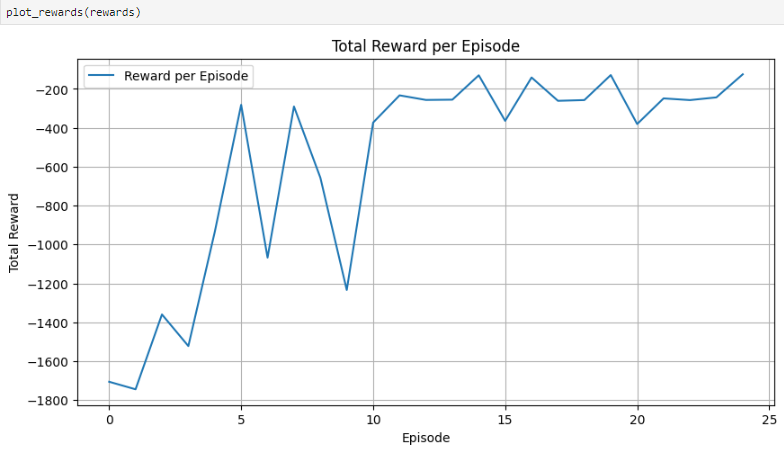 plot_rewards(rewards)
Total Reward per Episode
Reward per Episode
Total Reward
−200
−400
−600
−800
−1000
−1200
−1400
−1600
−1800
0 5 10 15 20 25
Episode